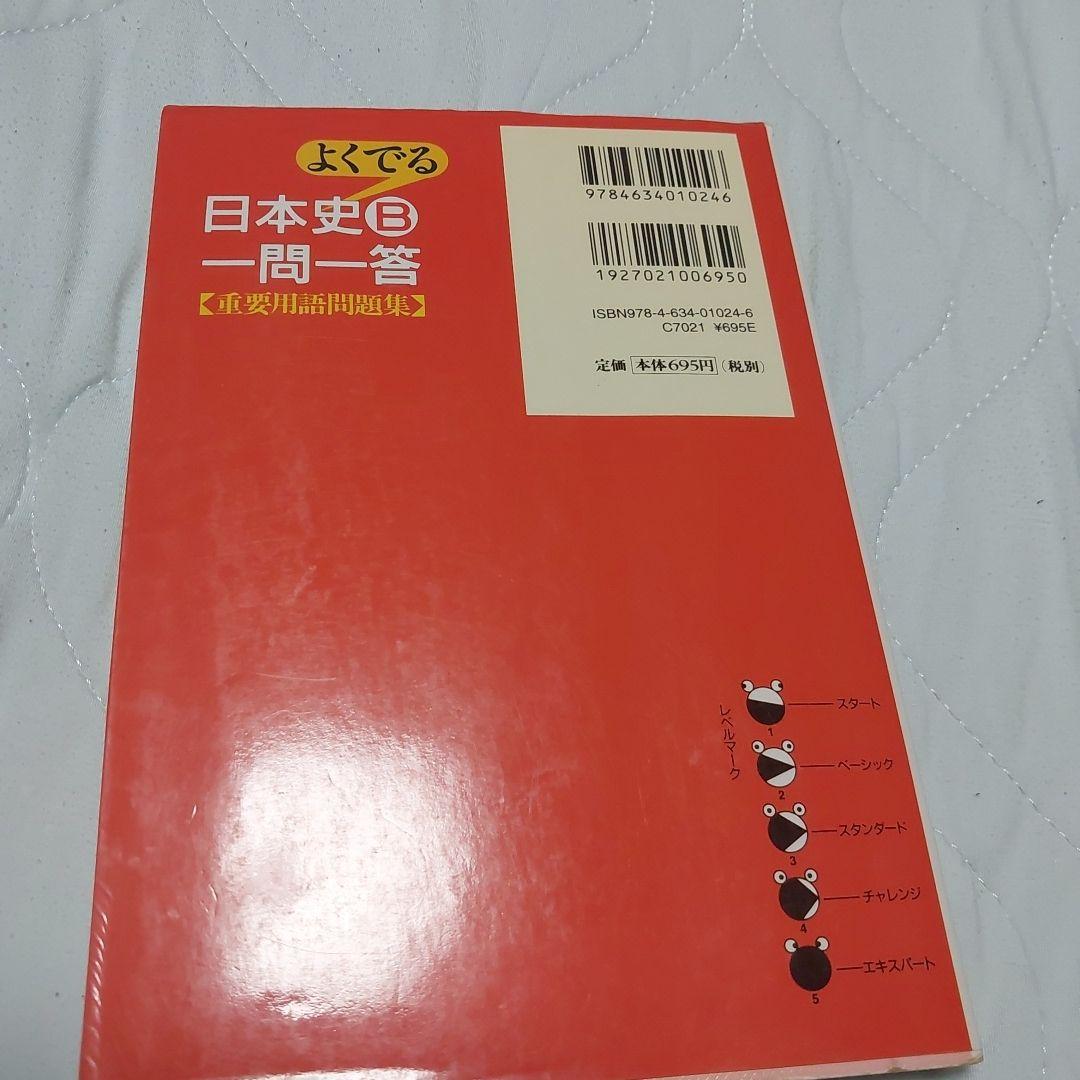 よくでる
日本史B
一問一答
【重要用語問題集】
9784634010246
1927021006950
ISBN978-4-634-01024-6
C7021 ¥695E
定価 本体695円(税別)
レベルマーク
スタート
1
ベーシック
2
スタンダード
3
チャレンジ
4
エキスパート
5